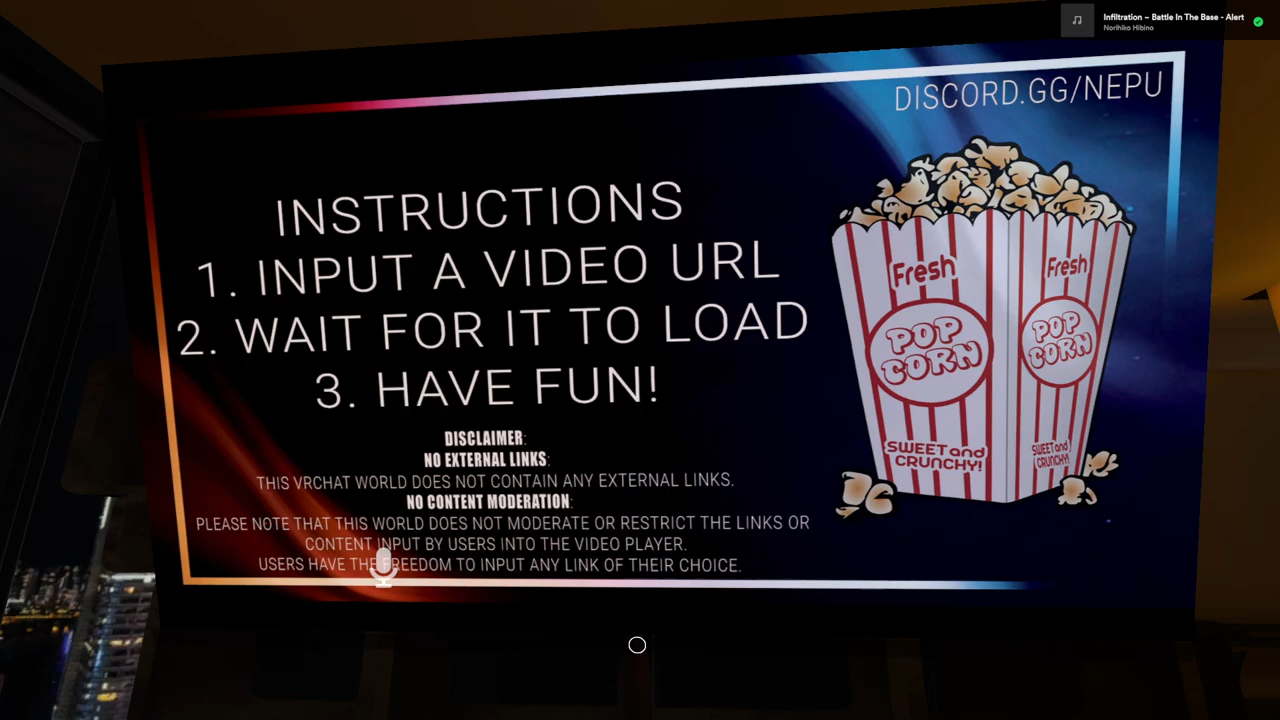 Infiltration ~ Battle In The Base - Alert
Norihiko Hibino
DISCORD.GG/NEPU
INSTRUCTIONS
1. INPUT A VIDEO URL
2. WAIT FOR IT TO LOAD
3. HAVE FUN!
DISCLAIMER:
NO EXTERNAL LINKS:
THIS VRCHAT WORLD DOES NOT CONTAIN ANY EXTERNAL LINKS.
NO CONTENT MODERATION:
PLEASE NOTE THAT THIS WORLD DOES NOT MODERATE OR RESTRICT THE LINKS OR
CONTENT INPUT BY USERS INTO THE VIDEO PLAYER.
USERS HAVE THE FREEDOM TO INPUT ANY LINK OF THEIR CHOICE.
Fresh
POP
CORN
SWEET and
CRUNCHY!
Fresh
POP
CORN
SWEET and
CRUNCHY!